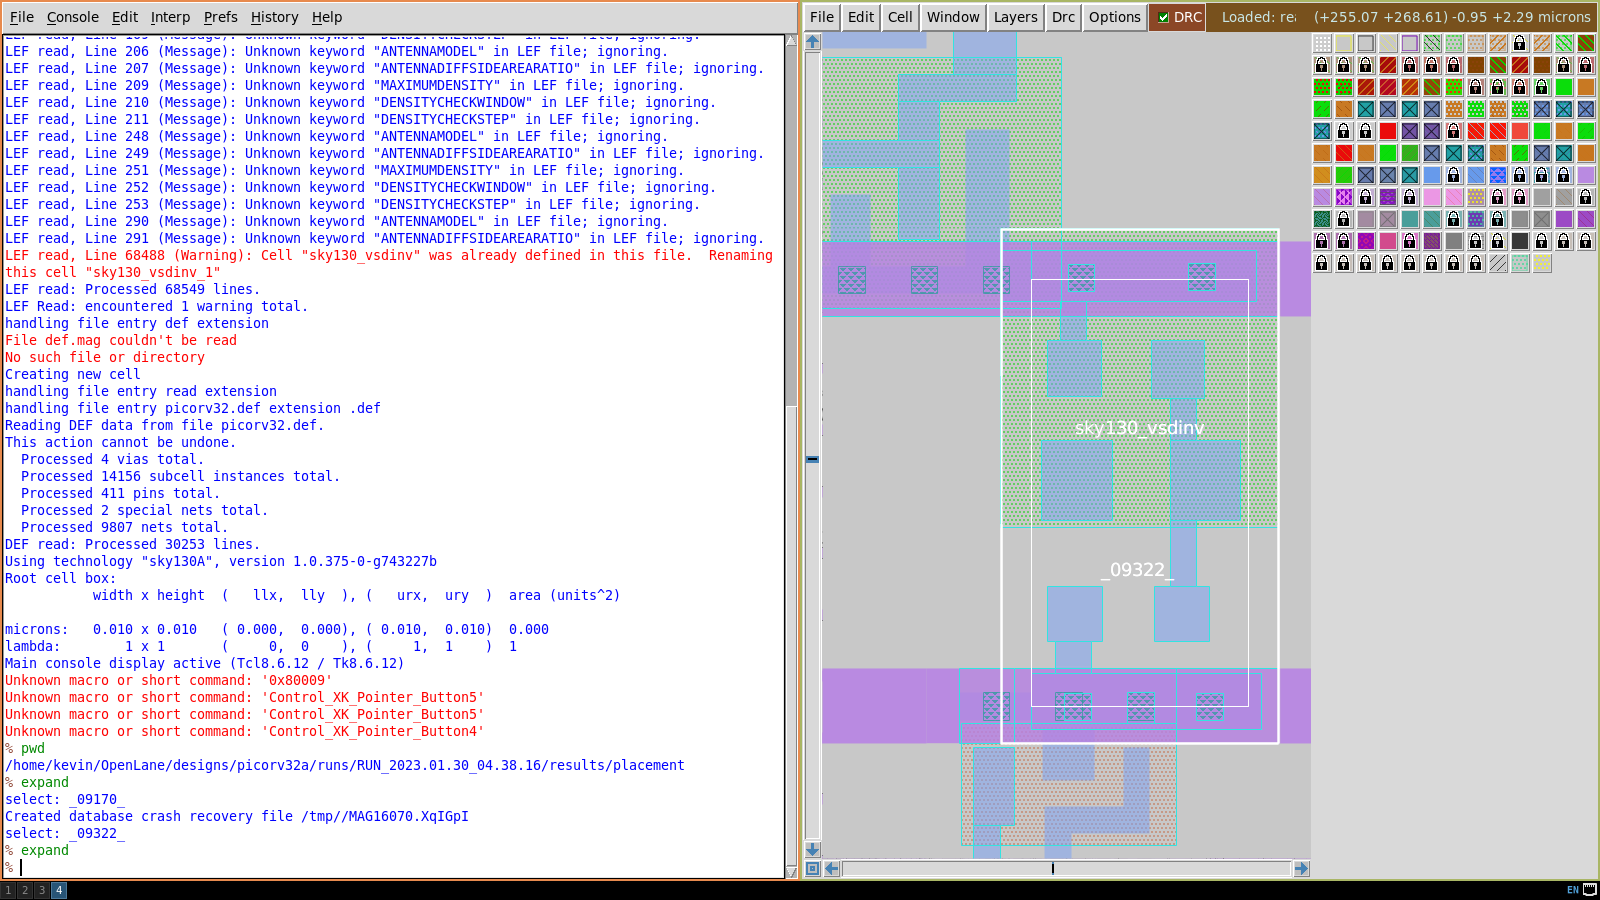 File Console Edit Interp Prefs History Help
LEF read, Line 206 (Message): Unknown keyword "ANTENNAMODEL" in LEF file; ignoring.
LEF read, Line 207 (Message): Unknown keyword "ANTENNADIFFSIDEAREARATIO" in LEF file; ignoring.
LEF read, Line 209 (Message): Unknown keyword "MAXIMUMDENSITY" in LEF file; ignoring.
LEF read, Line 210 (Message): Unknown keyword "DENSITYCHECKWINDOW" in LEF file; ignoring.
LEF read, Line 211 (Message): Unknown keyword "DENSITYCHECKSTEP" in LEF file; ignoring.
LEF read, Line 248 (Message): Unknown keyword "ANTENNAMODEL" in LEF file; ignoring.
LEF read, Line 249 (Message): Unknown keyword "ANTENNADIFFSIDEAREARATIO" in LEF file; ignoring.
LEF read, Line 251 (Message): Unknown keyword "MAXIMUMDENSITY" in LEF file; ignoring.
LEF read, Line 252 (Message): Unknown keyword "DENSITYCHECKWINDOW" in LEF file; ignoring.
LEF read, Line 253 (Message): Unknown keyword "DENSITYCHECKSTEP" in LEF file; ignoring.
LEF read, Line 290 (Message): Unknown keyword "ANTENNAMODEL" in LEF file; ignoring.
LEF read, Line 291 (Message): Unknown keyword "ANTENNADIFFSIDEAREARATIO" in LEF file; ignoring.
LEF read, Line 68488 (Warning): Cell "sky130_vsdinv" was already defined in this file.  Renaming
this cell "sky130_vsdinv_1"
LEF read: Processed 68549 lines.
LEF Read: encountered 1 warning total.
handling file entry def extension
File def.mag couldn't be read
No such file or directory
Creating new cell
handling file entry read extension
handling file entry picorv32.def extension .def
Reading DEF data from file picorv32.def.
This action cannot be undone.
  Processed 4 vias total.
  Processed 14156 subcell instances total.
  Processed 411 pins total.
  Processed 2 special nets total.
  Processed 9807 nets total.
DEF read: Processed 30253 lines.
Using technology "sky130A", version 1.0.375-0-g743227b
Root cell box:
           width x height  (   llx,  lly  ), (   urx,  ury  )  area (units^2)
microns:   0.010 x 0.010   ( 0.000,  0.000), ( 0.010,  0.010)  0.000
lambda:        1 x 1       (     0,  0   ), (     1,  1    )  1
Main console display active (Tcl8.6.12 / Tk8.6.12)
Unknown macro or short command: '0x80009'
Unknown macro or short command: 'Control_XK_Pointer_Button5'
Unknown macro or short command: 'Control_XK_Pointer_Button5'
Unknown macro or short command: 'Control_XK_Pointer_Button4'
% pwd
/home/kevin/OpenLane/designs/picorv32a/runs/RUN_2023.01.30_04.38.16/results/placement
% expand
select: _09170_
Created database crash recovery file /tmp//MAG16070.XqIGpI
select: _09322_
% expand
%
File Edit Cell Window Layers Drc Options DRC Loaded: (+255.07 +268.61) -0.95 +2.29 microns
sky130_vsdinv
_09322_
1 2 3 4
EN